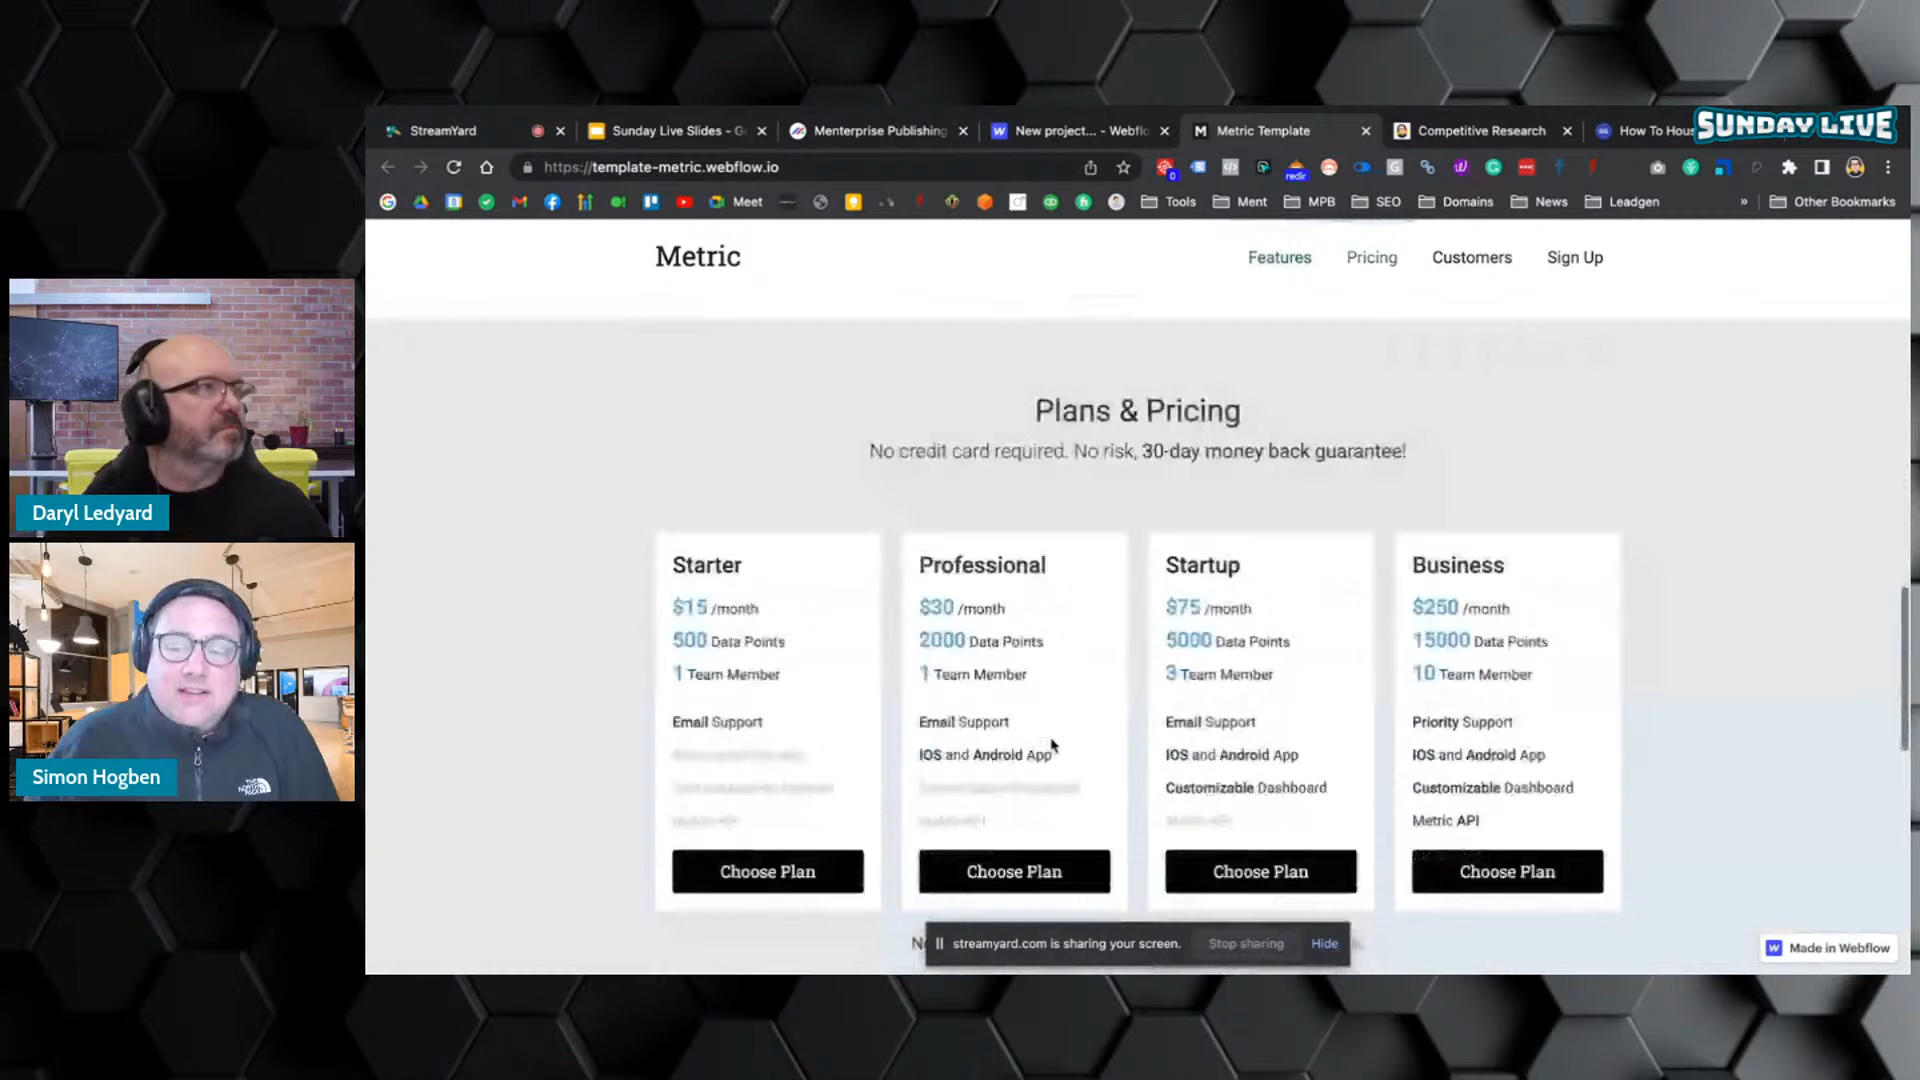 SUNDAY LIVE
StreamYard
Sunday Live Slides - G
Menterprise Publishing
New project... - Webflo
Metric Template
Competitive Research
How To Hous
https://template-metric.webflow.io
0
redir
Meet
Tools
Ment
MPB
SEO
Domains
News
Leadgen
»
Other Bookmarks
Metric
Features
Pricing
Customers
Sign Up
Plans & Pricing
No credit card required. No risk, 30-day money back guarantee!
Starter
$15 /month
500 Data Points
1 Team Member
Email Support
Choose Plan
Professional
$30 /month
2000 Data Points
1 Team Member
Email Support
IOS and Android App
Choose Plan
Startup
$75 /month
5000 Data Points
3 Team Member
Email Support
IOS and Android App
Customizable Dashboard
Choose Plan
Business
$250 /month
15000 Data Points
10 Team Member
Priority Support
IOS and Android App
Customizable Dashboard
Metric API
Choose Plan
streamyard.com is sharing your screen.
Stop sharing
Hide
Made in Webflow
Daryl Ledyard
THE NORTH FACE
Simon Hogben